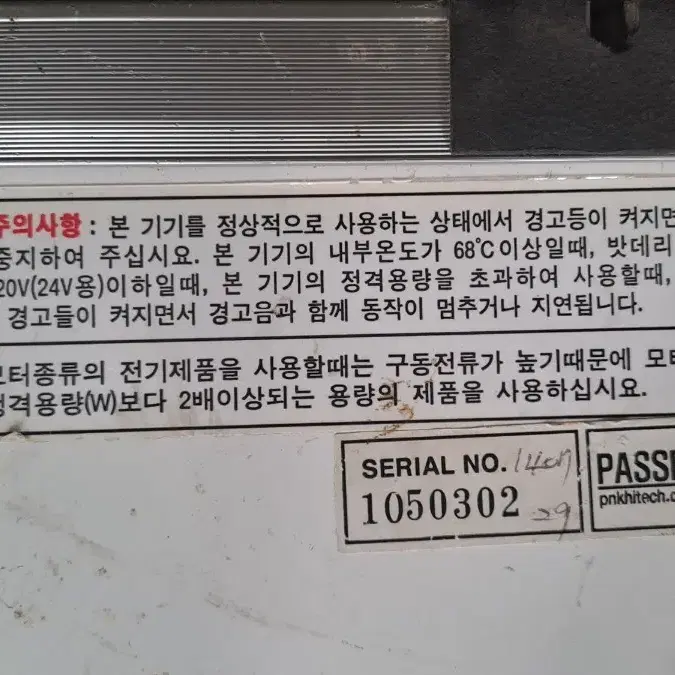 주의사항 : 본 기기를 정상적으로 사용하는 상태에서 경고등이 켜지면
중지하여 주십시요. 본 기기의 내부온도가 68℃이상일때, 밧데리
20V(24V용)이하일때, 본 기기의 정격용량을 초과하여 사용할때,
경고들이 켜지면서 경고음과 함께 동작이 멈추거나 지연됩니다.
모터종류의 전기제품을 사용할때는 구동전류가 높기때문에 모터
정격용량(W)보다 2배이상되는 용량의 제품을 사용하십시요.
SERIAL NO.
1050302 29
PASSE
pnkhitech.c